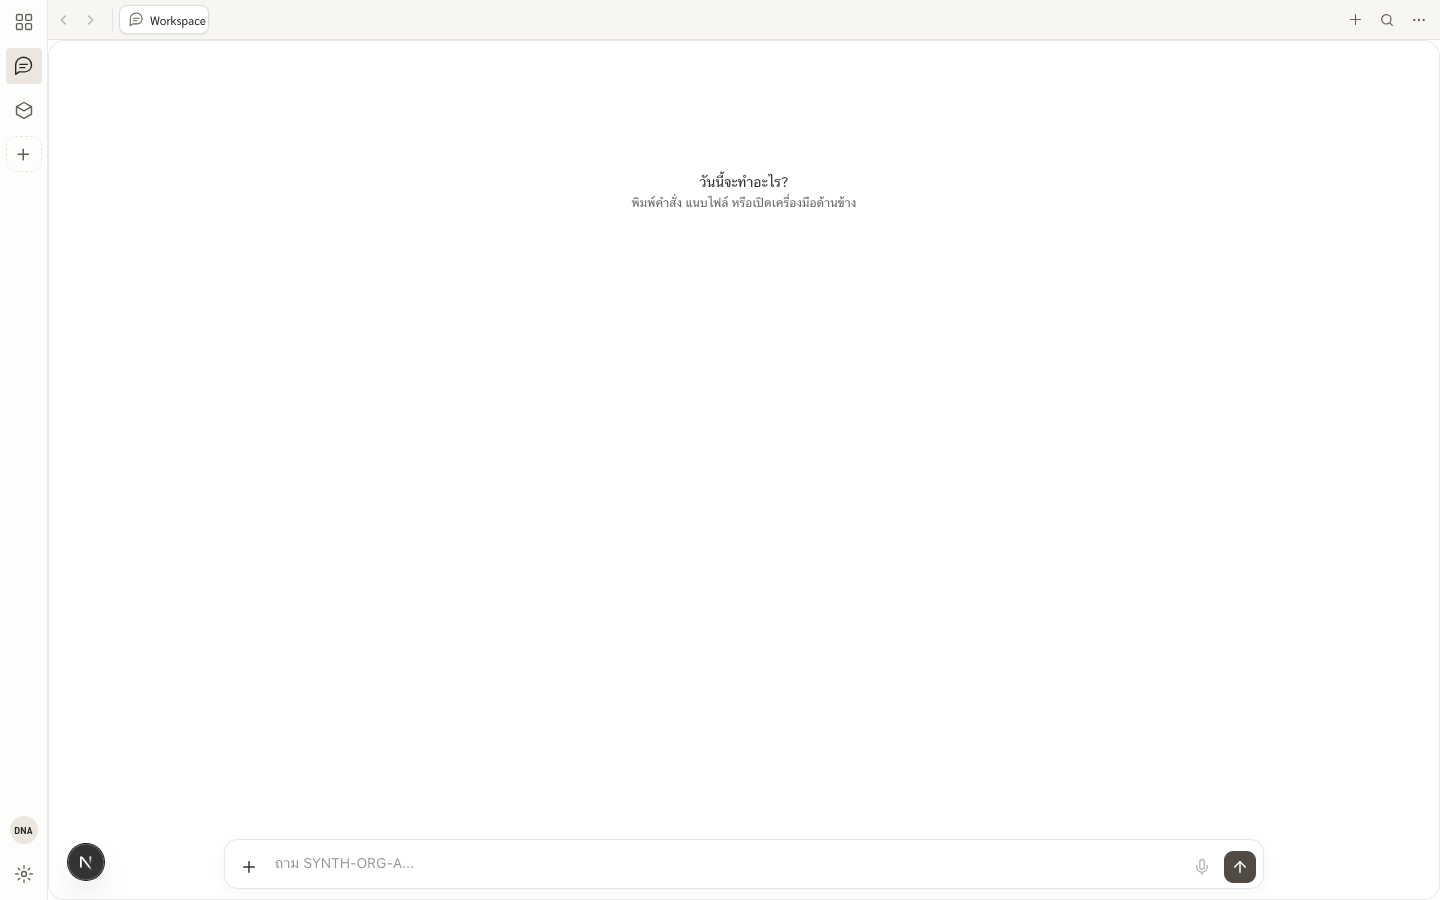 Workspace
วันนี้จะทำอะไร?
พิมพ์คำสั่ง แนบไฟล์ หรือเปิดเครื่องมือด้านข้าง
DNA
N
ถาม SYNTH-ORG-A...